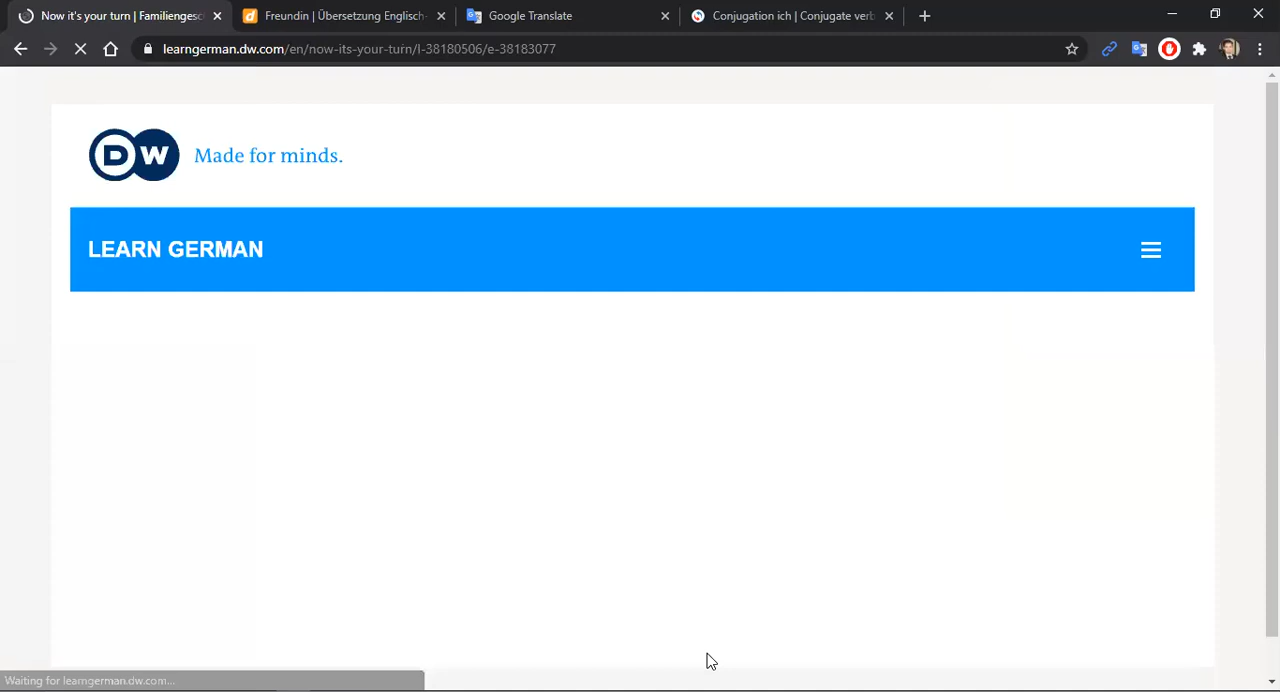 Now it's your turn | Familiengesc
Freundin | Übersetzung Englisch-
Google Translate
Conjugation ich | Conjugate verb
learngerman.dw.com/en/now-its-your-turn/l-38180506/e-38183077
DW Made for minds.
LEARN GERMAN
Waiting for learngerman.dw.com...